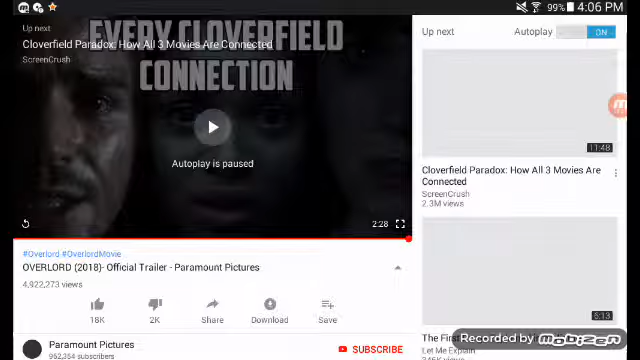 99% 4:06 PM
EVERY CLOVERFIELD
CONNECTION
Up next
Cloverfield Paradox: How All 3 Movies Are Connected
ScreenCrush
Autoplay is paused
2:28
#Overlord #OverlordMovie
OVERLORD (2018)- Official Trailer - Paramount Pictures
4,922,273 views
18K
2K
Share
Download
Save
Paramount Pictures
962,354 subscribers
SUBSCRIBE
Up next
Autoplay
ON
11:48
Cloverfield Paradox: How All 3 Movies Are
Connected
ScreenCrush
2.3M views
6:13
The First
Let Me Explain
Recorded by mobizen